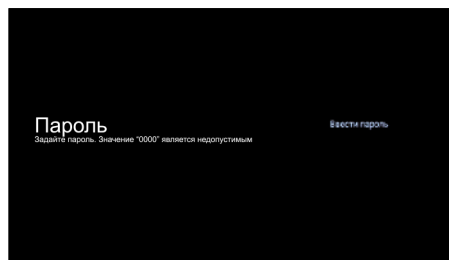 Пароль
Задайте пароль. Значение "0000" является недопустимым
Ввести пароль